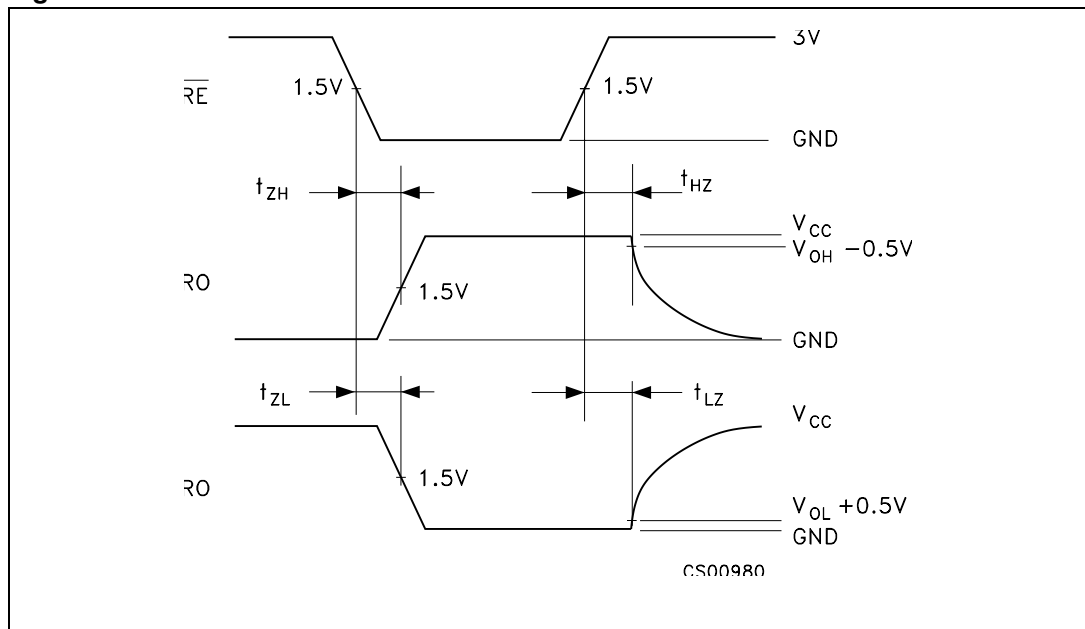 3V
1.5V
1.5V
RE
GND
tZH
tHZ
VCC
VOH −0.5V
RO
1.5V
GND
tZL
tLZ
VCC
1.5V
RO
VOL +0.5V
GND
CS00980